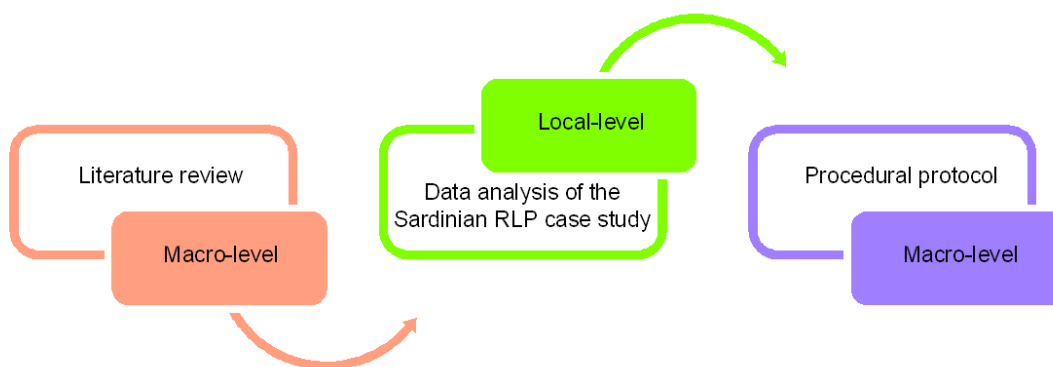 Literature review
Macro-level
Local-level
Data analysis of the
Sardinian RLP case study
Procedural protocol
Macro-level